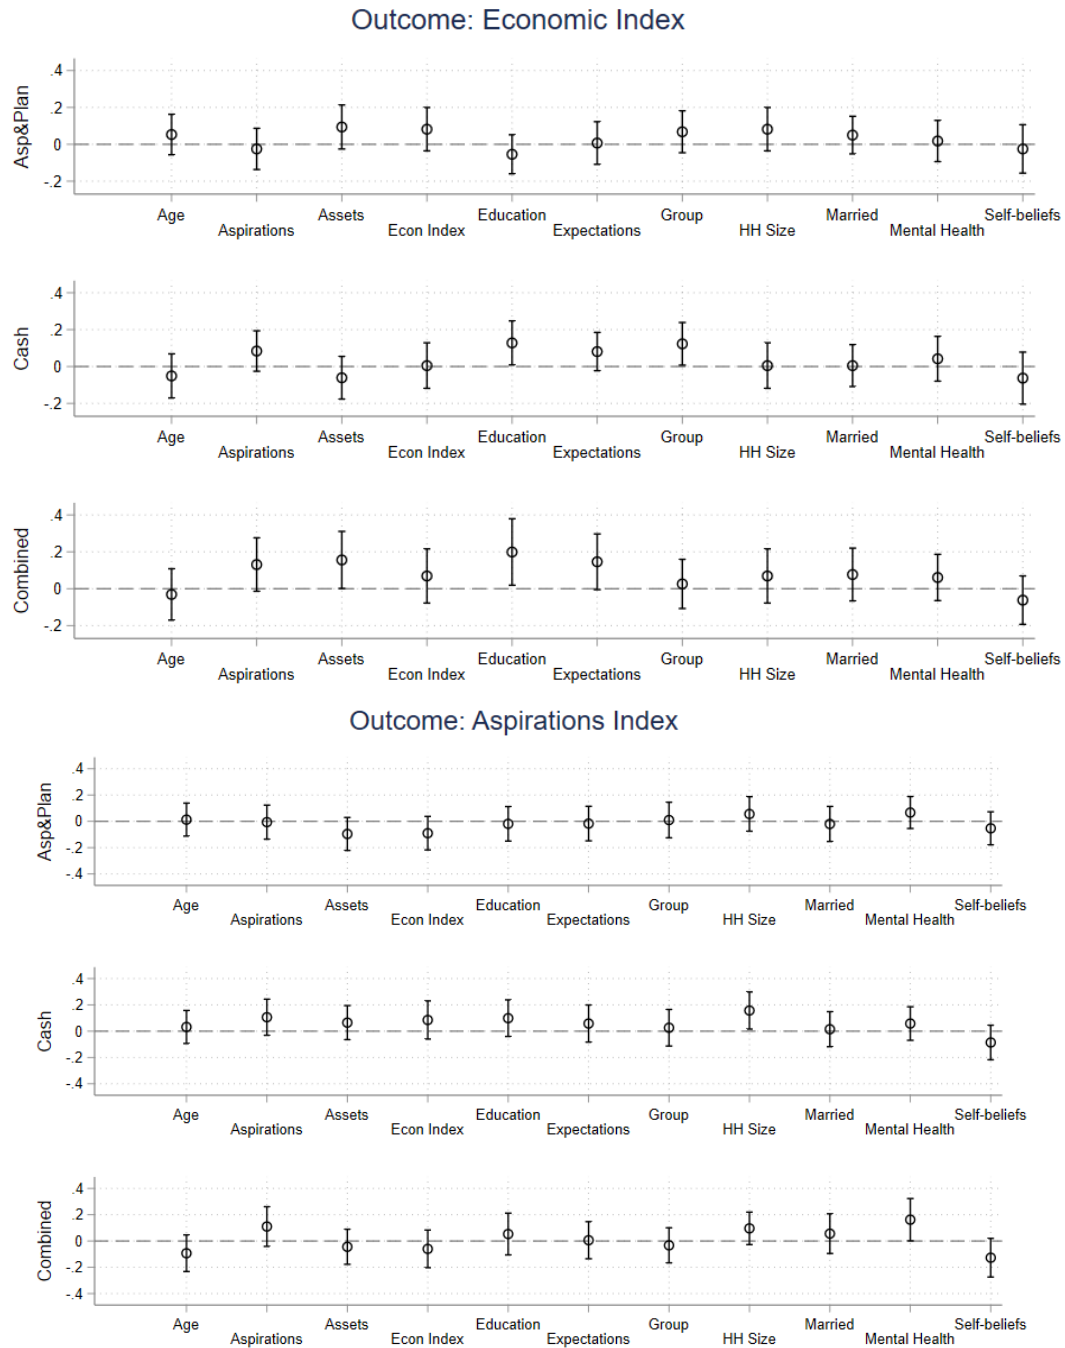 Outcome: Economic Index
Asp&Plan
.4
.2
0
-.2
Age Assets Education Group Married Self-beliefs
Aspirations Econ Index Expectations HH Size Mental Health
Cash
.4
.2
0
-.2
Age Assets Education Group Married Self-beliefs
Aspirations Econ Index Expectations HH Size Mental Health
Combined
.4
.2
0
-.2
Age Assets Education Group Married Self-beliefs
Aspirations Econ Index Expectations HH Size Mental Health
Outcome: Aspirations Index
Asp&Plan
.4
.2
0
-.2
-.4
Age Assets Education Group Married Self-beliefs
Aspirations Econ Index Expectations HH Size Mental Health
Cash
.4
.2
0
-.2
-.4
Age Assets Education Group Married Self-beliefs
Aspirations Econ Index Expectations HH Size Mental Health
Combined
.4
.2
0
-.2
-.4
Age Assets Education Group Married Self-beliefs
Aspirations Econ Index Expectations HH Size Mental Health